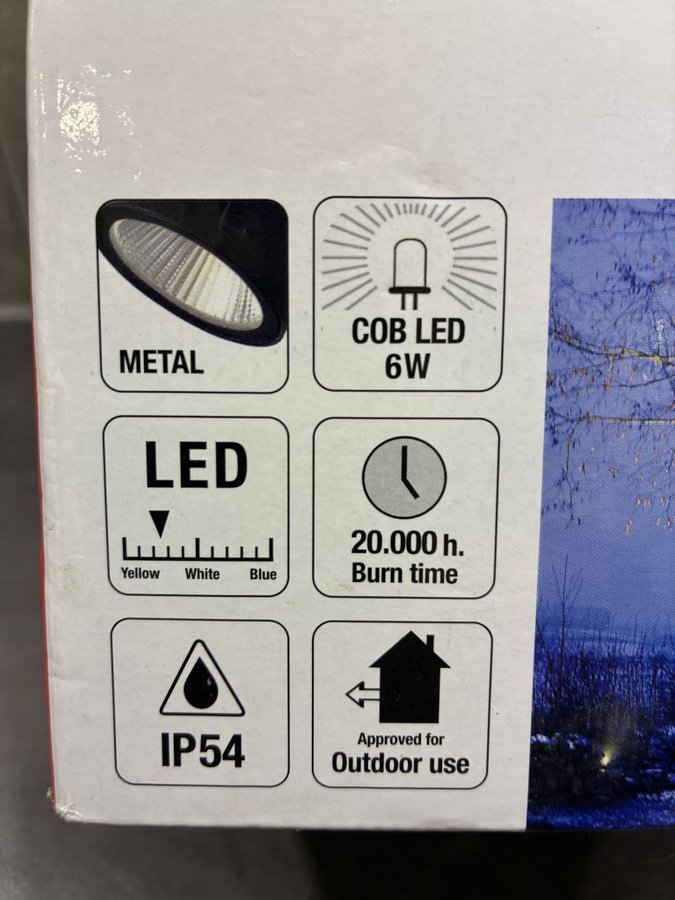 METAL
COB LED
6W
LED
Yellow White Blue
20.000 h.
Burn time
IP54
Approved for
Outdoor use